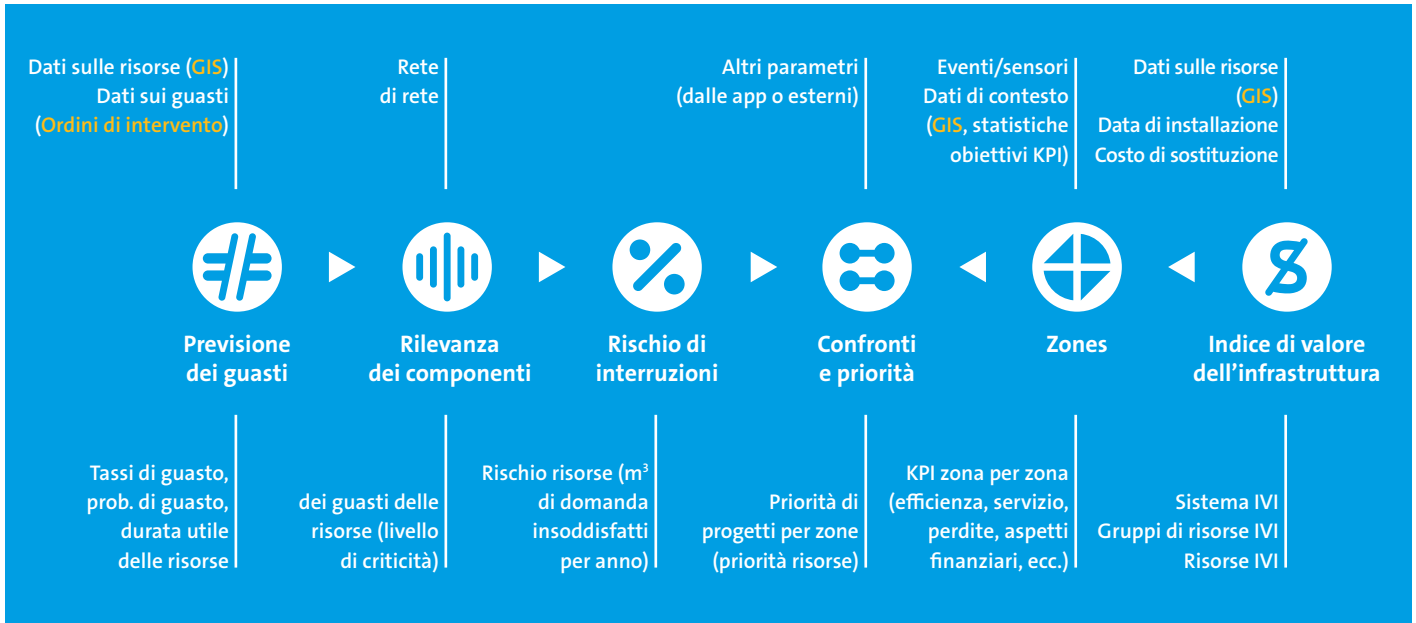 Dati sulle risorse (GIS)
Dati sui guasti
(Ordini di intervento)
Rete
di rete
Altri parametri
(dalle app o esterni)
Eventi/sensori
Dati di contesto
(GIS, statistiche
obiettivi KPI)
Dati sulle risorse
(GIS)
Data di installazione
Costo di sostituzione
Previsione
dei guasti
Rilevanza
dei componenti
Rischio di
interruzioni
Confronti
e priorità
Zones
Indice di valore
dell’infrastruttura
Tassi di guasto,
prob. di guasto,
durata utile
delle risorse
dei guasti delle
risorse (livello
di criticità)
Rischio risorse (m³
di domanda
insoddisfatti
per anno)
Priorità di
progetti per zone
(priorità risorse)
KPI zona per zona
(efficienza, servizio,
perdite, aspetti
finanziari, ecc.)
Sistema IVI
Gruppi di risorse IVI
Risorse IVI